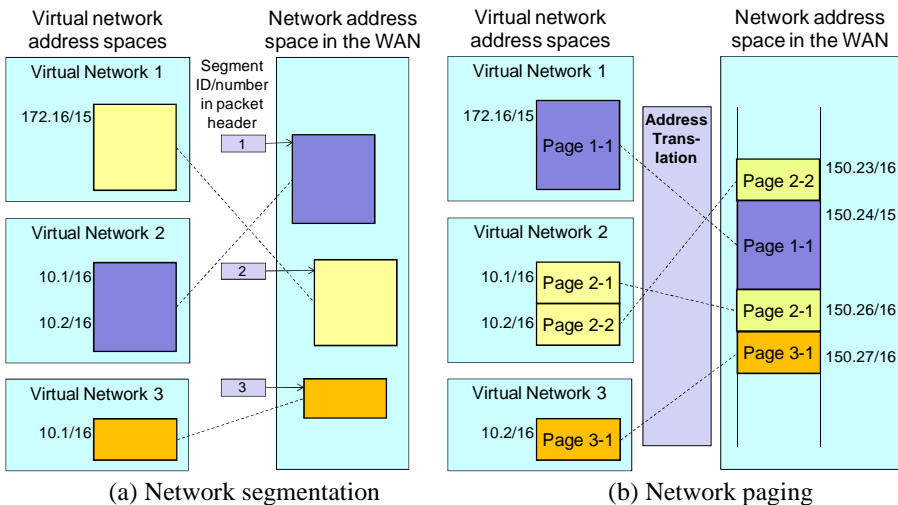 Virtual network
address spaces
Network address
space in the WAN
Virtual Network 1
172.16/15
Segment
ID/number
in packet
header
1
Virtual Network 2
10.1/16
10.2/16
2
Virtual Network 3
10.1/16
3
(a) Network segmentation
Virtual network
address spaces
Network address
space in the WAN
Virtual Network 1
172.16/15
Page 1-1
Address
Trans-
lation
Virtual Network 2
10.1/16
Page 2-1
10.2/16
Page 2-2
Virtual Network 3
10.2/16
Page 3-1
Page 2-2
150.23/16
Page 1-1
150.24/15
Page 2-1
150.26/16
Page 3-1
150.27/16
(b) Network paging